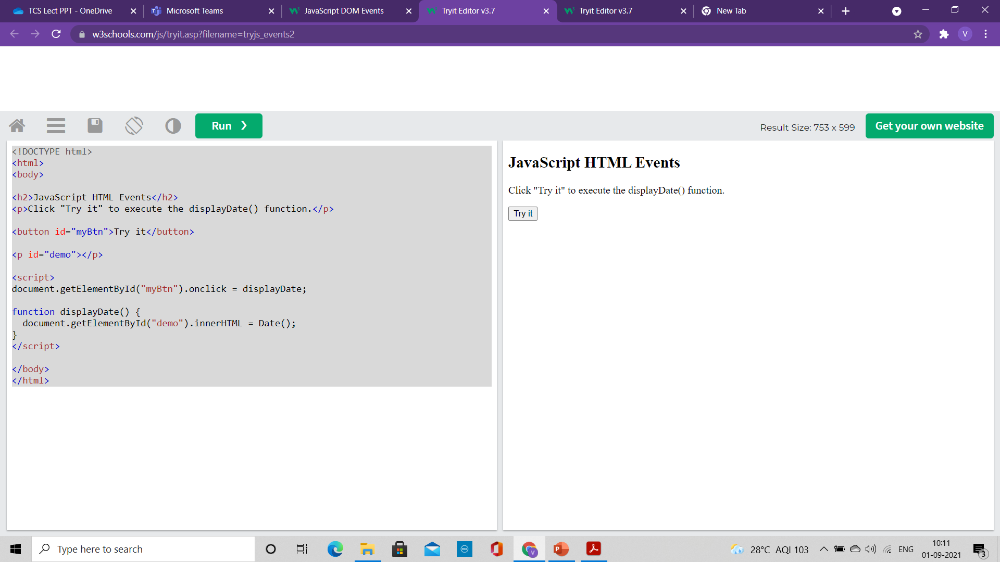 TCS Lect PPT - OneDrive
Microsoft Teams
JavaScript DOM Events
Tryit Editor v3.7
Tryit Editor v3.7
New Tab
w3schools.com/js/tryit.asp?filename=tryjs_events2
V
Run ❯
Result Size: 753 x 599
Get your own website
<!DOCTYPE html>
<html>
<body>
<h2>JavaScript HTML Events</h2>
<p>Click "Try it" to execute the displayDate() function.</p>
<button id="myBtn">Try it</button>
<p id="demo"></p>
<script>
document.getElementById("myBtn").onclick = displayDate;
function displayDate() {
  document.getElementById("demo").innerHTML = Date();
}
</script>
</body>
</html>
JavaScript HTML Events
Click "Try it" to execute the displayDate() function.
Try it
Type here to search
28°C AQI 103
ENG
10:11
01-09-2021
3